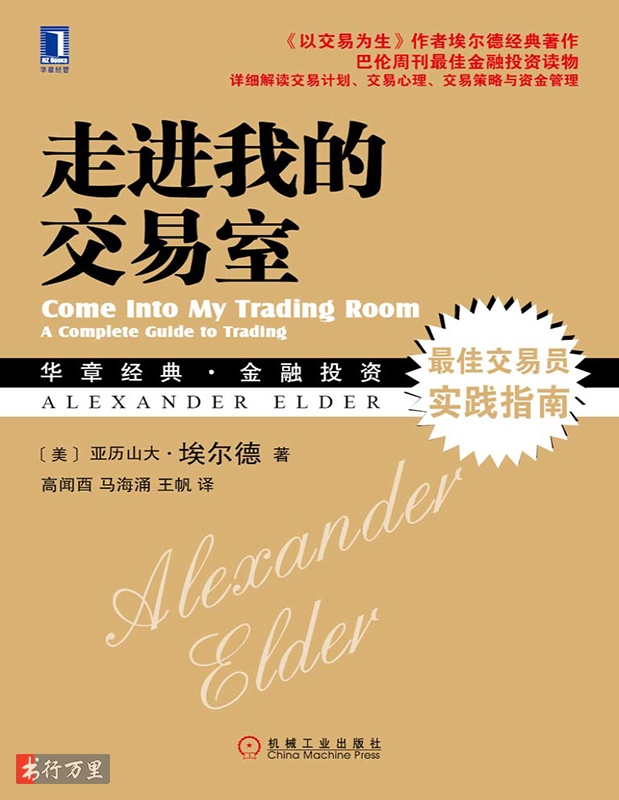 《以交易为生》作者埃尔德经典著作
巴伦周刊最佳金融投资读物
详细解读交易计划、交易心理、交易策略与资金管理
HZ Books
华章经管
走进我的
交易室
Come Into My Trading Room
A Complete Guide to Trading
华章经典·金融投资
ALEXANDER ELDER
最佳交易员
实践指南
〔美〕亚历山大·埃尔德 著
高闻酉 马海涌 王帆 译
Alexander
Elder
机械工业出版社
China Machine Press
书行万里